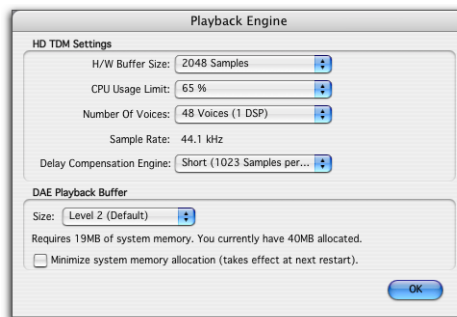 Playback Engine
HD TDM Settings
H/W Buffer Size: 2048 Samples
CPU Usage Limit: 65 %
Number Of Voices: 48 Voices (1 DSP)
Sample Rate: 44.1 kHz
Delay Compensation Engine: Short (1023 Samples per...
DAE Playback Buffer
Size: Level 2 (Default)
Requires 19MB of system memory. You currently have 40MB allocated.
Minimize system memory allocation (takes effect at next restart).
OK